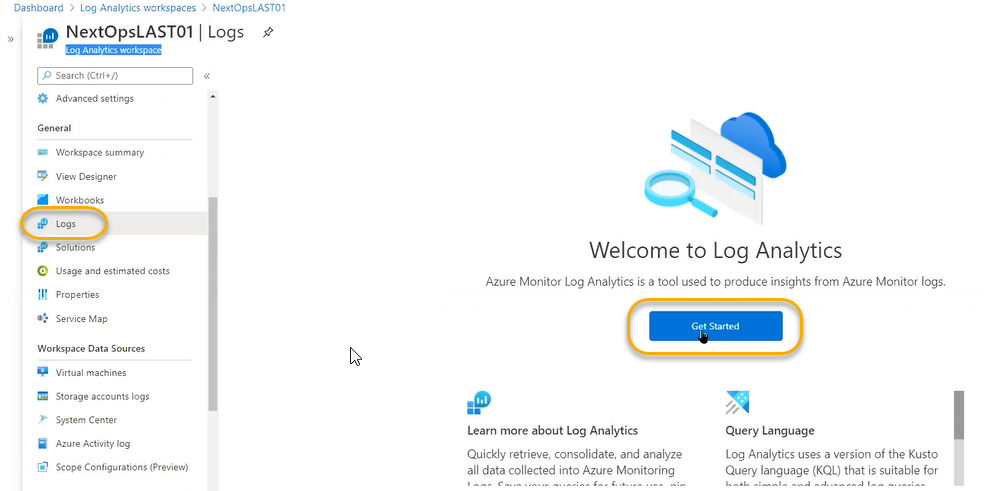 Dashboard > Log Analytics workspaces > NextOpsLAST01
» NextOpsLAST01 | Logs
Log Analytics workspace
Search (Ctrl+/) «
Advanced settings
General
Workspace summary
View Designer
Workbooks
Logs
Solutions
Usage and estimated costs
Properties
Service Map
Workspace Data Sources
Virtual machines
Storage accounts logs
System Center
Azure Activity log
Scope Configurations (Preview)
Welcome to Log Analytics
Azure Monitor Log Analytics is a tool used to produce insights from Azure Monitor logs.
Get Started
Learn more about Log Analytics
Quickly retrieve, consolidate, and analyze
all data collected into Azure Monitoring
Logs. Save your queries for future use, pin
Query Language
Log Analytics uses a version of the Kusto
Query language (KQL) that is suitable for
both simple and advanced log queries